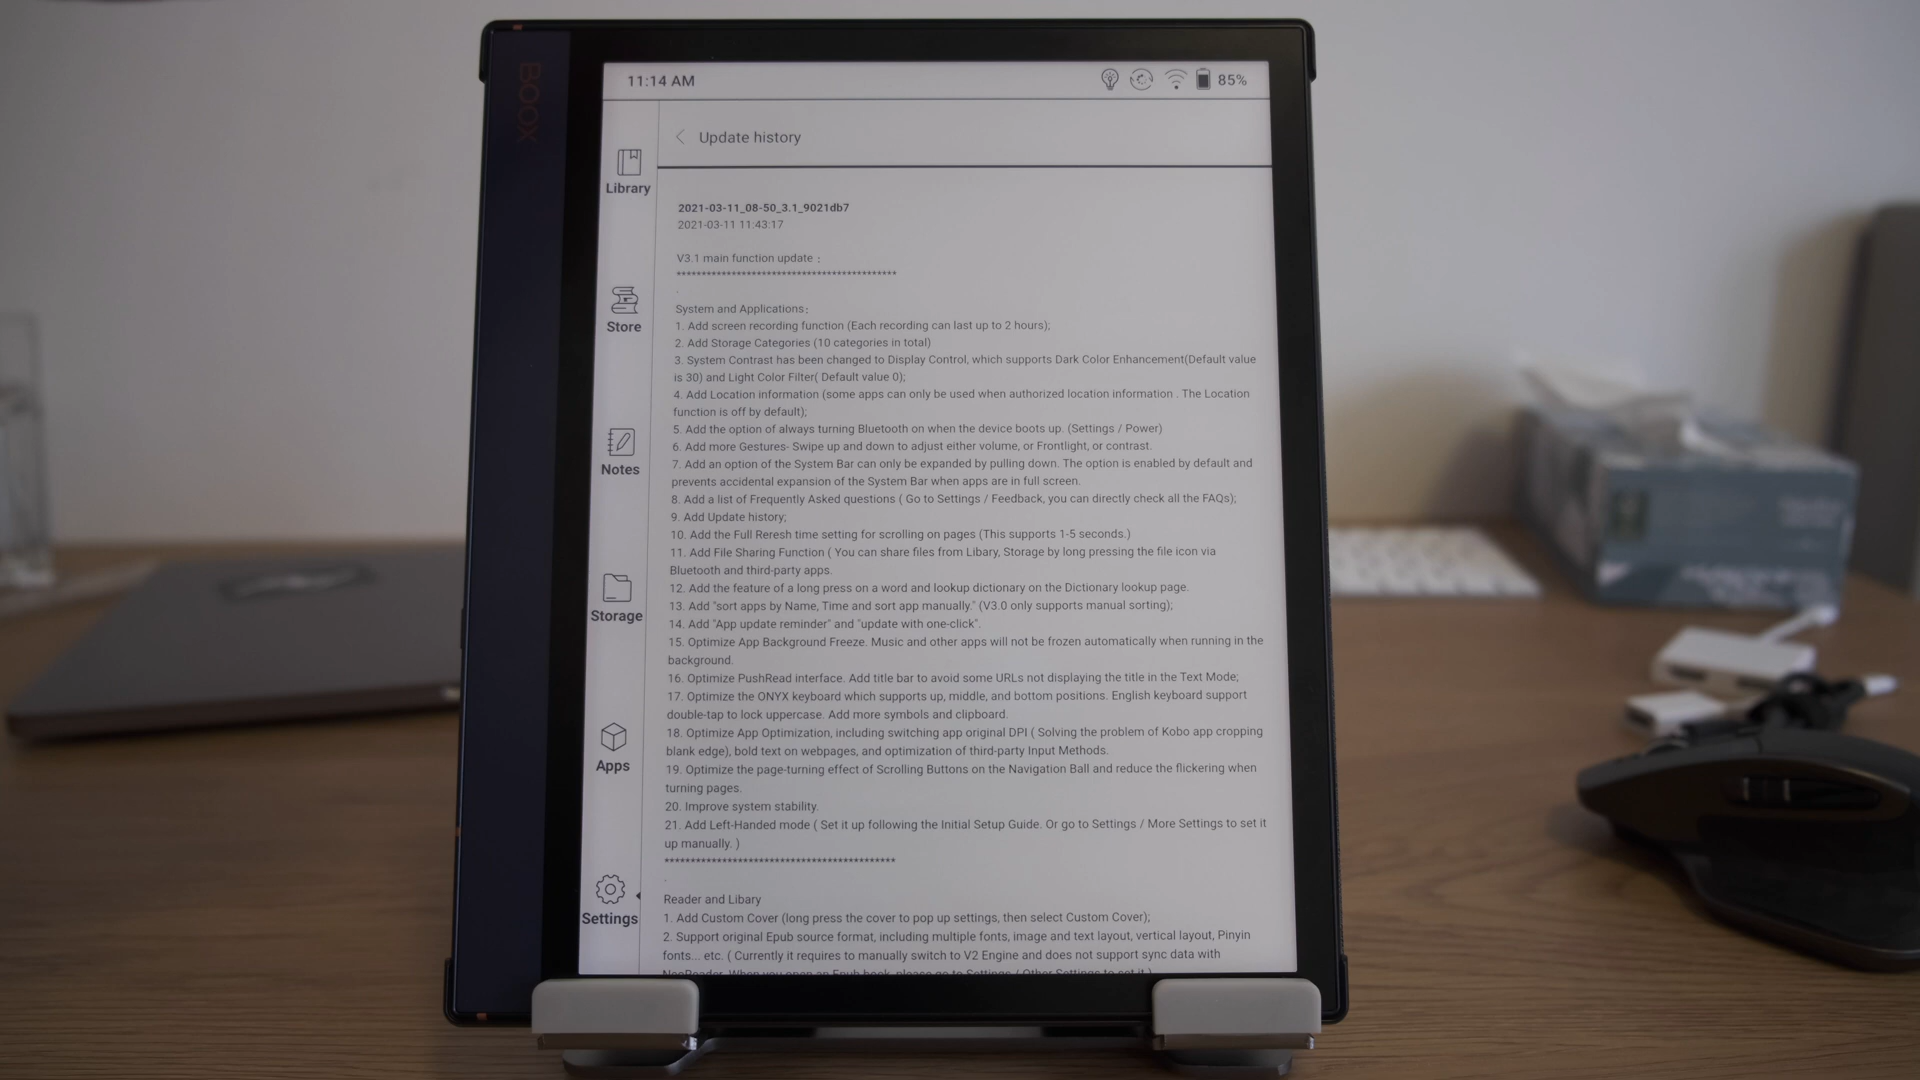 BOOX
11:14 AM
85%
Library
Store
Notes
Storage
Apps
Settings
Update history
2021-03-11_08-50_3.1_9021db7
2021-03-11 11:43:17
V3.1 main function update :
********************************************
.
System and Applications:
1. Add screen recording function (Each recording can last up to 2 hours);
2. Add Storage Categories (10 categories in total)
3. System Contrast has been changed to Display Control, which supports Dark Color Enhancement(Default value
is 30) and Light Color Filter( Default value 0);
4. Add Location information (some apps can only be used when authorized location information . The Location
function is off by default);
5. Add the option of always turning Bluetooth on when the device boots up. (Settings / Power)
6. Add more Gestures- Swipe up and down to adjust either volume, or Frontlight, or contrast.
7. Add an option of the System Bar can only be expanded by pulling down. The option is enabled by default and
prevents accidental expansion of the System Bar when apps are in full screen.
8. Add a list of Frequently Asked questions ( Go to Settings / Feedback, you can directly check all the FAQs);
9. Add Update history;
10. Add the Full Reresh time setting for scrolling on pages (This supports 1-5 seconds.)
11. Add File Sharing Function ( You can share files from Libary, Storage by long pressing the file icon via
Bluetooth and third-party apps.
12. Add the feature of a long press on a word and lookup dictionary on the Dictionary lookup page.
13. Add "sort apps by Name, Time and sort app manually." (V3.0 only supports manual sorting);
14. Add "App update reminder" and "update with one-click".
15. Optimize App Background Freeze. Music and other apps will not be frozen automatically when running in the
background.
16. Optimize PushRead interface. Add title bar to avoid some URLs not displaying the title in the Text Mode;
17. Optimize the ONYX keyboard which supports up, middle, and bottom positions. English keyboard support
double-tap to lock uppercase. Add more symbols and clipboard.
18. Optimize App Optimization, including switching app original DPI ( Solving the problem of Kobo app cropping
blank edge), bold text on webpages, and optimization of third-party Input Methods.
19. Optimize the page-turning effect of Scrolling Buttons on the Navigation Ball and reduce the flickering when
turning pages.
20. Improve system stability.
21. Add Left-Handed mode ( Set it up following the Initial Setup Guide. Or go to Settings / More Settings to set it
up manually. )
********************************************
.
Reader and Libary
1. Add Custom Cover (long press the cover to pop up settings, then select Custom Cover);
2. Support original Epub source format, including multiple fonts, image and text layout, vertical layout, Pinyin
fonts... etc. ( Currently it requires to manually switch to V2 Engine and does not support sync data with
NeoReader. When you open an Epub book, please go to Settings / Other Settings to set it.)